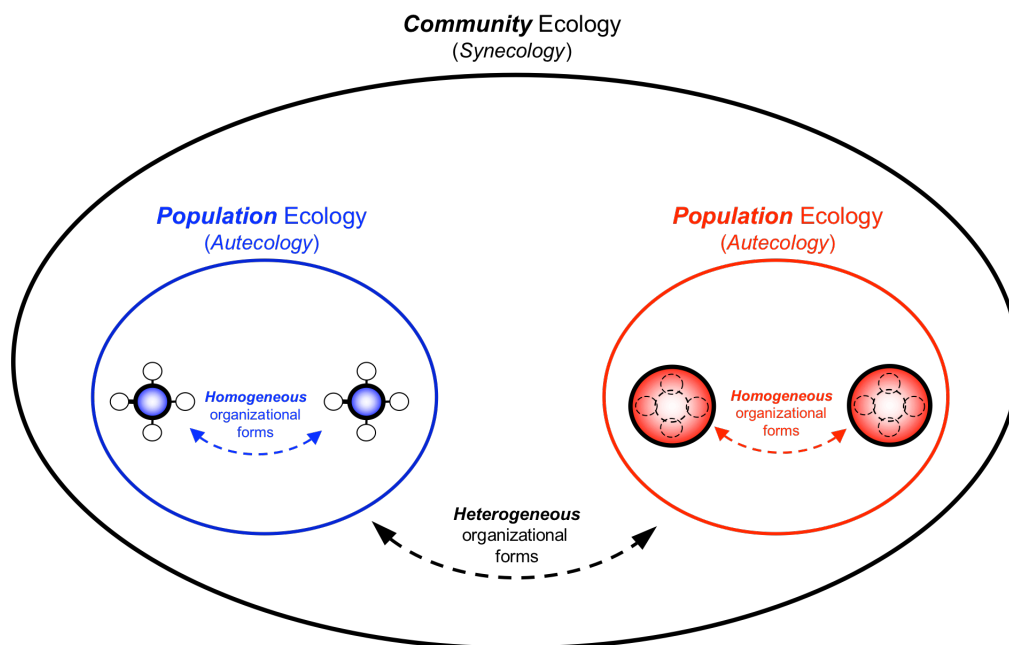 Community Ecology
(Synecology)
Population Ecology
(Autecology)
Population Ecology
(Autecology)
Homogeneous
organizational
forms
Homogeneous
organizational
forms
Heterogeneous
organizational
forms